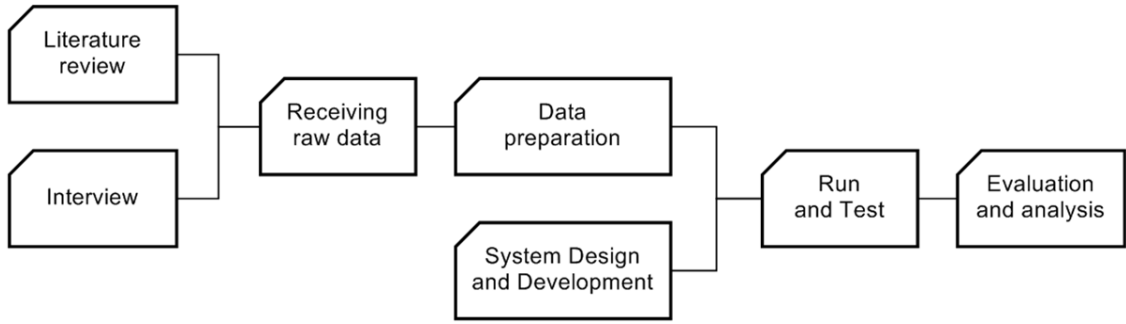 Literature
review
Interview
Receiving
raw data
Data
preparation
System Design
and Development
Run
and Test
Evaluation
and analysis